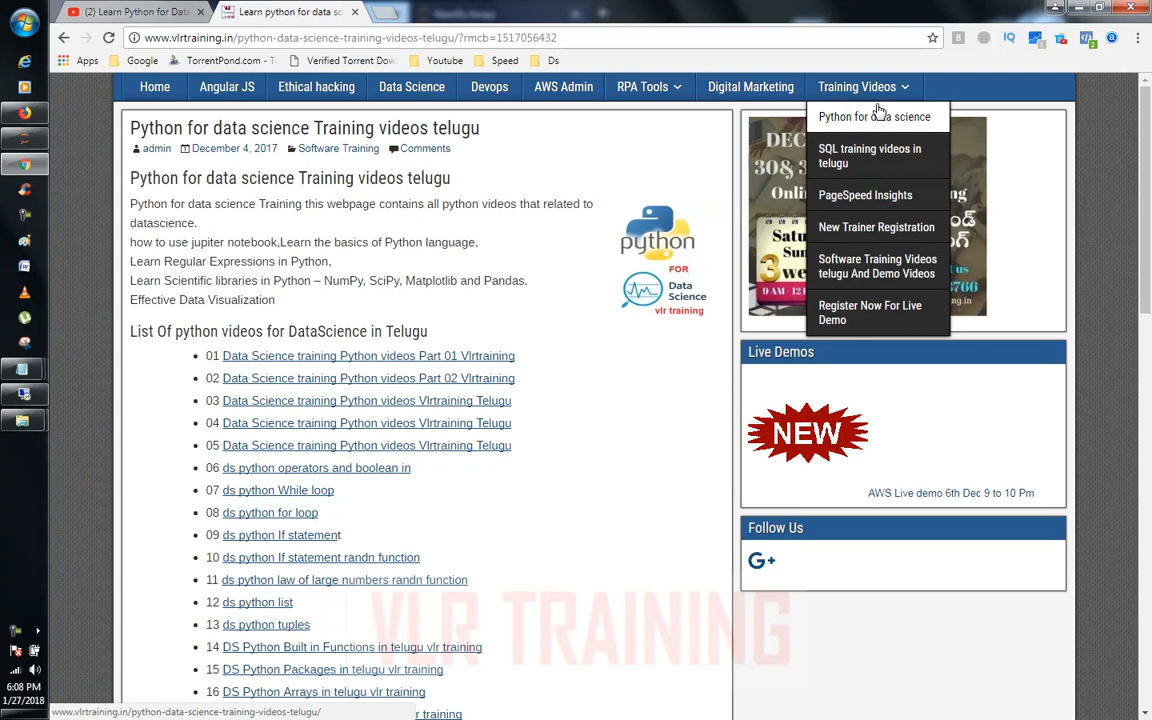 (2) Learn Python For Dat
Learn python for data sc
www.vlrtraining.in/python-data-science-training-videos-telugu/?rmcb=1517056432
Apps
Google
TorrentPond.com - T
Verified Torrent Dow
Youtube
Speed
Ds
Home
Angular JS
Ethical hacking
Data Science
Devops
AWS Admin
RPA Tools
Digital Marketing
Training Videos
Python for data science
SQL training videos in
telugu
PageSpeed Insights
New Trainer Registration
Software Training Videos
telugu And Demo Videos
Register Now For Live
Demo
Python for data science Training videos telugu
admin December 4, 2017 Software Training Comments
Python for data science Training videos telugu
Python for data science Training this webpage contains all python videos that related to
datascience.
how to use jupiter notebook,Learn the basics of Python language,
Learn Regular Expressions in Python,
Learn Scientific libraries in Python – NumPy, SciPy, Matplotlib and Pandas.
Effective Data Visualization
python
FOR
Data
Science
vlr training
List Of python videos for DataScience in Telugu
01 Data Science training Python videos Part 01 Vlrtraining
02 Data Science training Python videos Part 02 Vlrtraining
03 Data Science training Python videos Vlrtraining Telugu
04 Data Science training Python videos Vlrtraining Telugu
05 Data Science training Python videos Vlrtraining Telugu
06 ds python operators and boolean in
07 ds python While loop
08 ds python for loop
09 ds python If statement
10 ds python If statement randn function
11 ds python law of large numbers randn function
12 ds python list
13 ds python tuples
14 DS Python Built in Functions in telugu vlr training
15 DS Python Packages in telugu vlr training
16 DS Python Arrays in telugu vlr training
r training
DEC
30& 3
Onli
Satu
Sun
3 we
9 AM - 12
Live Demos
NEW
AWS Live demo 6th Dec 9 to 10 Pm
Follow Us
G+
VLR TRAINING
www.vlrtraining.in/python-data-science-training-videos-telugu/
6:08 PM
1/27/2018